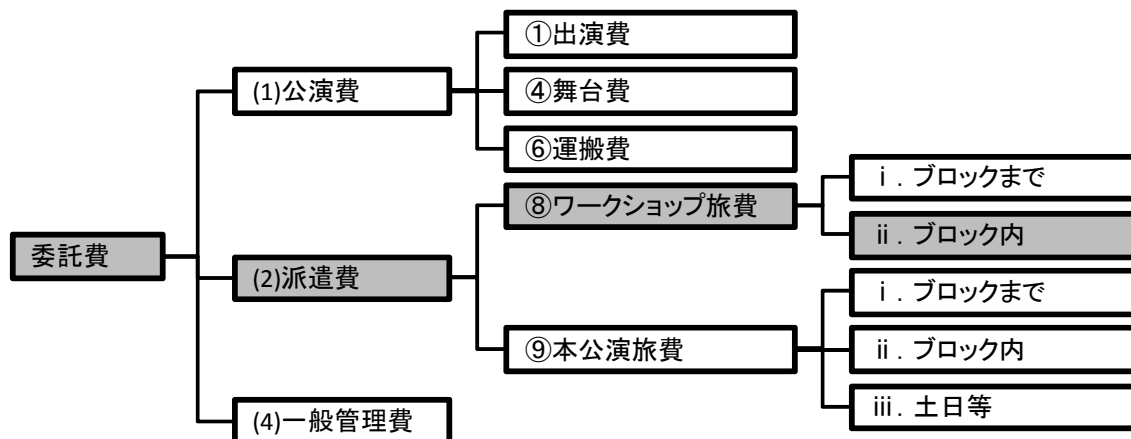 ①出演費
(1)公演費
④舞台費
⑥運搬費
ⅰ．ブロックまで
⑧ワークショップ旅費
ⅱ．ブロック内
委託費
(2)派遣費
ⅰ．ブロックまで
⑨本公演旅費
ⅱ．ブロック内
ⅲ．土日等
(4)一般管理費